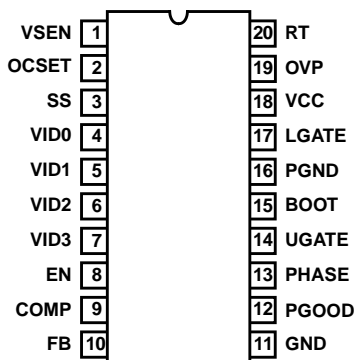 VSEN 1 20 RT
OCSET 2 19 OVP
SS 3 18 VCC
VID0 4 17 LGATE
VID1 5 16 PGND
VID2 6 15 BOOT
VID3 7 14 UGATE
EN 8 13 PHASE
COMP 9 12 PGOOD
FB 10 11 GND